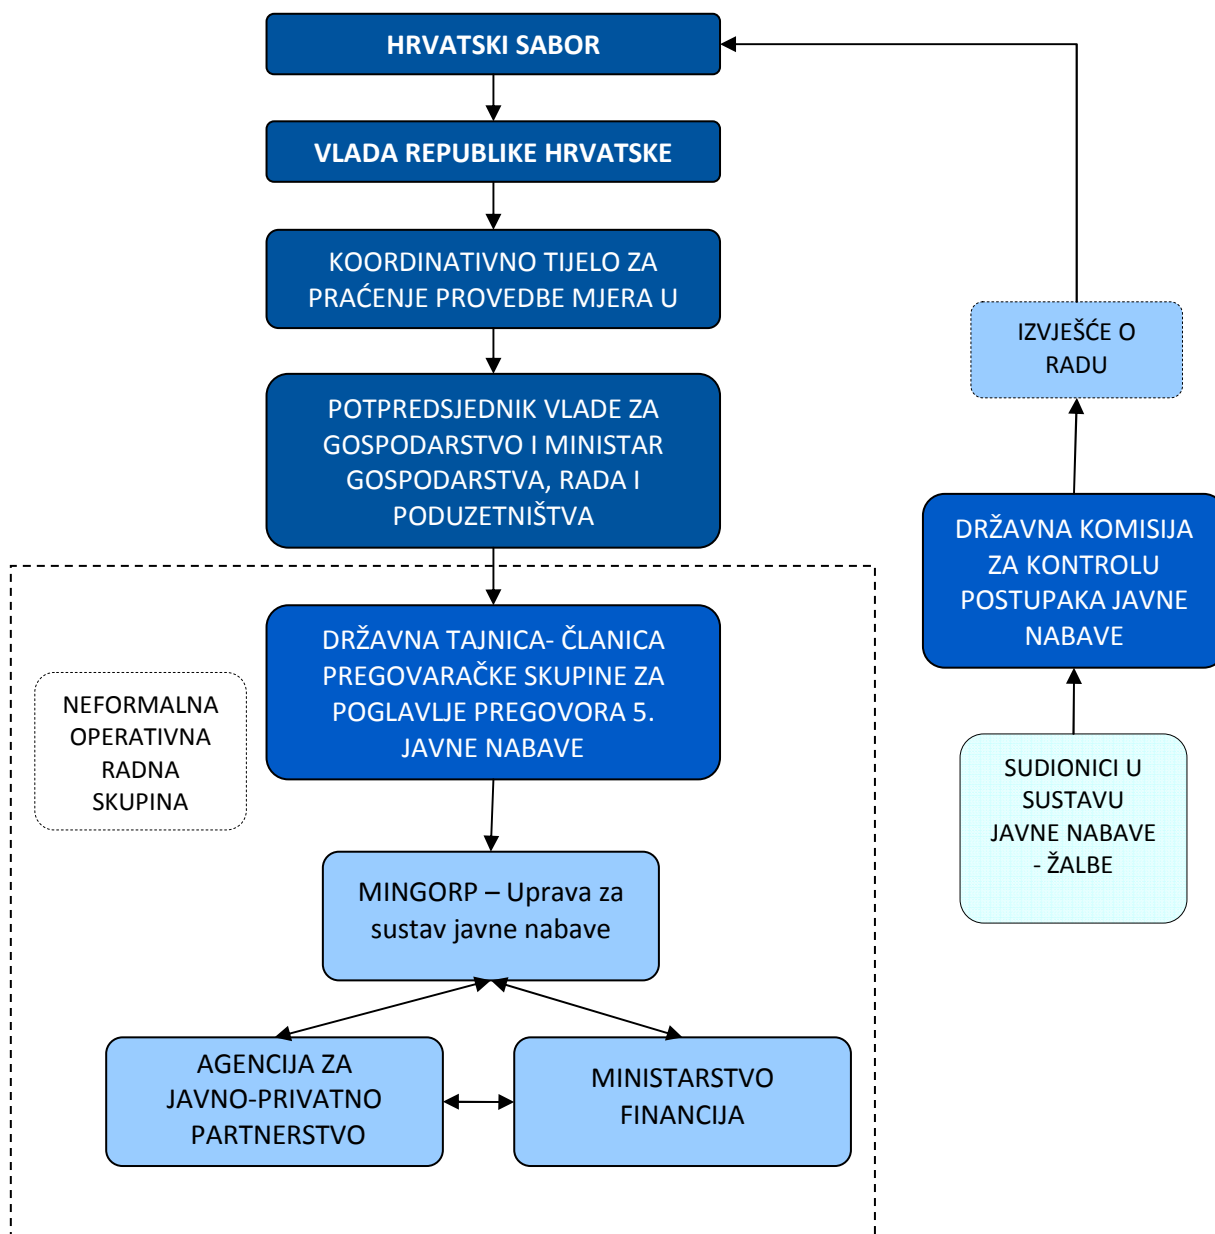 HRVATSKI SABOR
VLADA REPUBLIKE HRVATSKE
KOORDINATIVNO TIJELO ZA
PRAĆENJE PROVEDBE MJERA U
POTPREDSJEDNIK VLADE ZA
GOSPODARSTVO I MINISTAR
GOSPODARSTVA, RADA I
PODUZETNIŠTVA
DRŽAVNA TAJNICA- ČLANICA
PREGOVARAČKE SKUPINE ZA
POGLAVLJE PREGOVORA 5.
JAVNE NABAVE
NEFORMALNA
OPERATIVNA
RADNA
SKUPINA
MINGORP – Uprava za
sustav javne nabave
AGENCIJA ZA
JAVNO-PRIVATNO
PARTNERSTVO
MINISTARSTVO
FINANCIJA
IZVJEŠĆE O
RADU
DRŽAVNA KOMISIJA
ZA KONTROLU
POSTUPAKA JAVNE
NABAVE
SUDIONICI U
SUSTAVU
JAVNE NABAVE
- ŽALBE